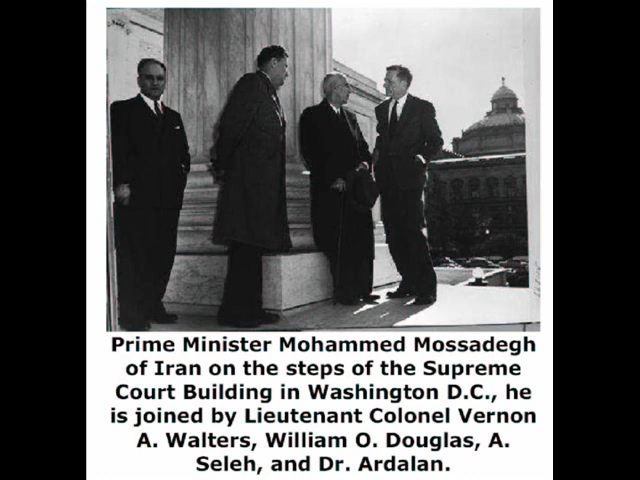 Prime Minister Mohammed Mossadegh
of Iran on the steps of the Supreme
Court Building in Washington D.C., he
is joined by Lieutenant Colonel Vernon
A. Walters, William O. Douglas, A.
Seleh, and Dr. Ardalan.